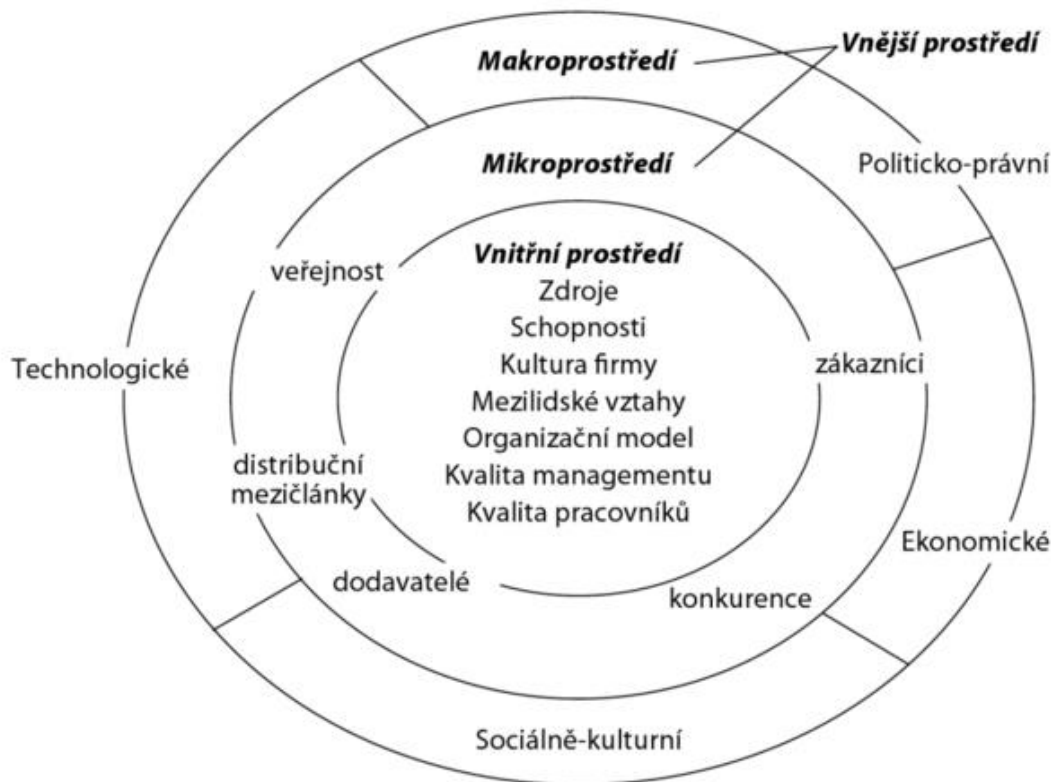 Makroprostředí
Vnější prostředí
Mikroprostředí
Politicko-právní
Vnitřní prostředí
veřejnost
Zdroje
Schopnosti
Technologické
Kultura firmy
zákazníci
Mezilidské vztahy
Organizační model
distribuční
mezičlánky
Kvalita managementu
Kvalita pracovníků
Ekonomické
dodavatelé
konkurence
Sociálně-kulturní